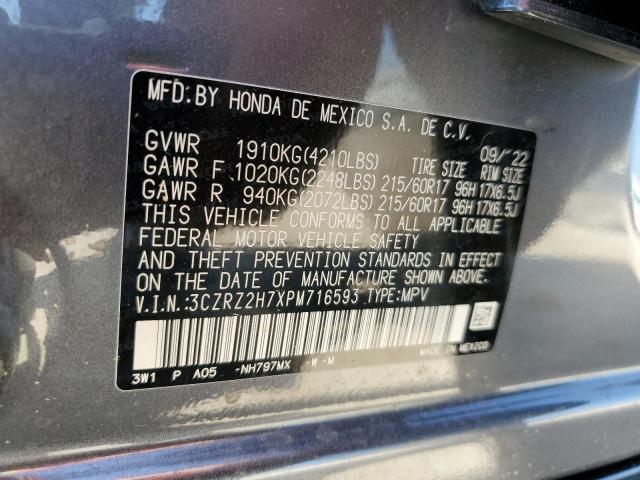 MFD.BY HONDA DE MEXICO S.A. DE C.V.
09/'22
GVWR 1910KG(4210LBS) TIRE SIZE RIM SIZE
GAWR F 1020KG(2248LBS) 215/60R17 96H 17X6.5J
GAWR R 940KG(2072LBS) 215/60R17 96H 17X6.5J
THIS VEHICLE CONFORMS TO ALL APPLICABLE
FEDERAL MOTOR VEHICLE SAFETY
AND THEFT PREVENTION STANDARDS IN EFFECT
ON THE DATE OF MANUFACTURE SHOWN ABOVE.
V.I.N.:3CZRZ2H7XPM716593 TYPE:MPV
MADE IN MEXICO
3W1 P A05 -NH797MX -W -M